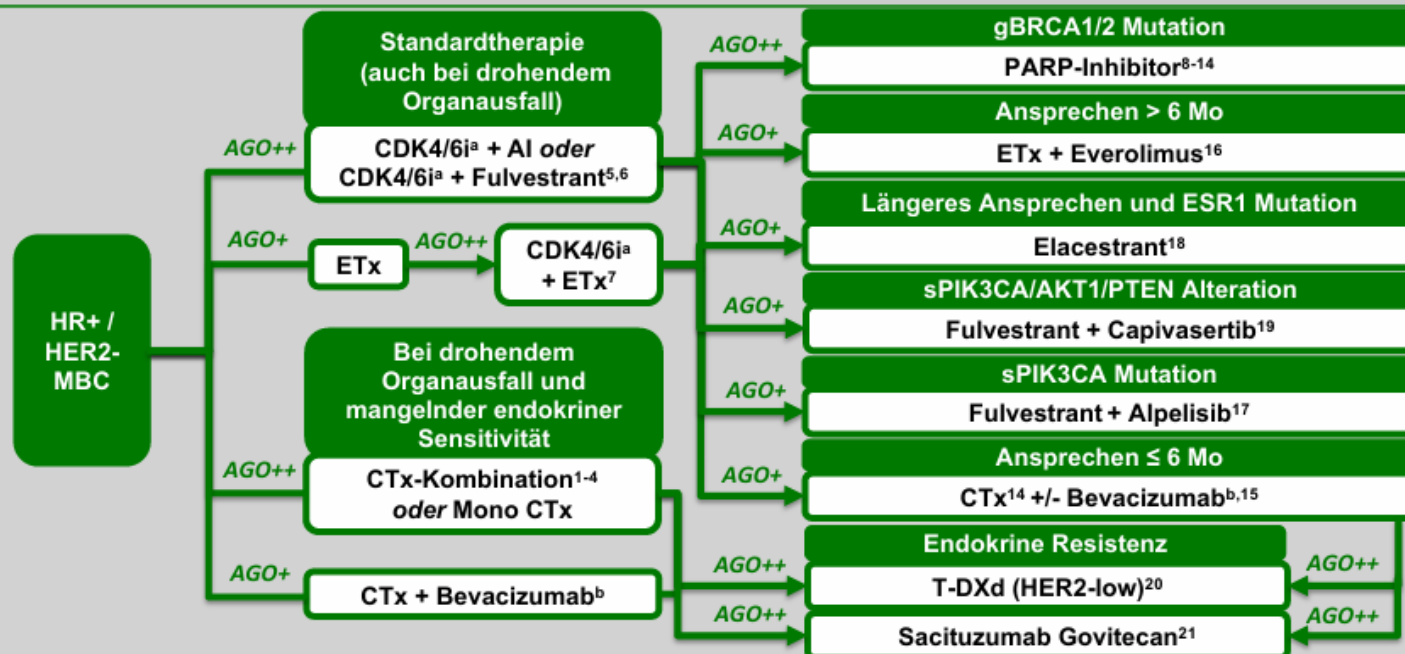 HR+ /
HER2-
MBC
AGO++
Standardtherapie
(auch bei drohendem
Organausfall)
CDK4/6iᵃ + AI oder
CDK4/6iᵃ + Fulvestrant⁵,⁶
AGO+
ETx
AGO++
CDK4/6iᵃ
+ ETx⁷
AGO++
Bei drohendem
Organausfall und
mangelnder endokriner
Sensitivität
CTx-Kombination¹⁻⁴
oder Mono CTx
AGO+
CTx + Bevacizumabᵇ
AGO++
gBRCA1/2 Mutation
PARP-Inhibitor⁸⁻¹⁴
AGO+
Ansprechen > 6 Mo
ETx + Everolimus¹⁶
AGO+
Längeres Ansprechen und ESR1 Mutation
Elacestrant¹⁸
AGO+
sPIK3CA/AKT1/PTEN Alteration
Fulvestrant + Capivasertib¹⁹
AGO+
sPIK3CA Mutation
Fulvestrant + Alpelisib¹⁷
AGO+
Ansprechen ≤ 6 Mo
CTx¹⁴ +/- Bevacizumabᵇ,¹⁵
Endokrine Resistenz
AGO++
T-DXd (HER2-low)²⁰
AGO++
AGO++
Sacituzumab Govitecan²¹
AGO++